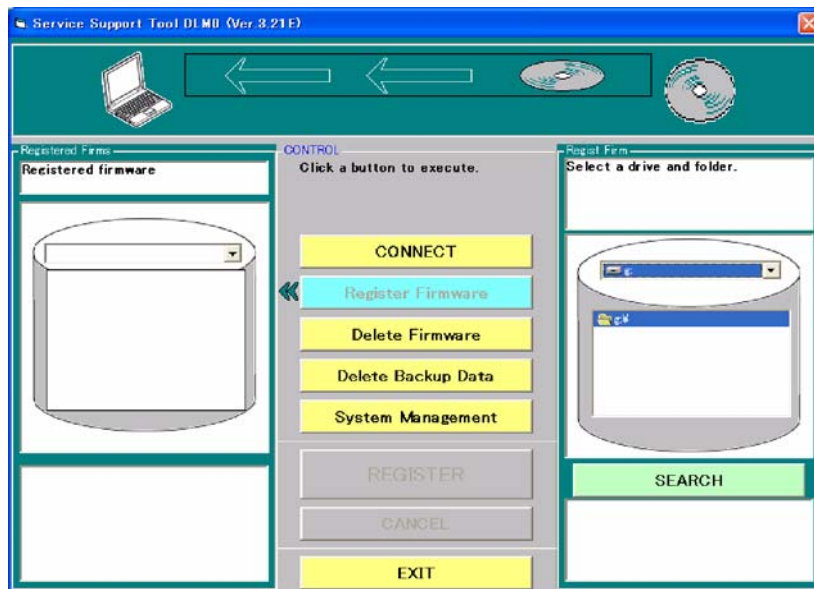 Service Support Tool DLM0 (Ver.3.21E)
Registered Firms
Registered firmware
CONTROL
Click a button to execute.
CONNECT
Register Firmware
Delete Firmware
Delete Backup Data
System Management
REGISTER
CANCEL
EXIT
Regist Firm
Select a drive and folder.
g:
g:¥
SEARCH